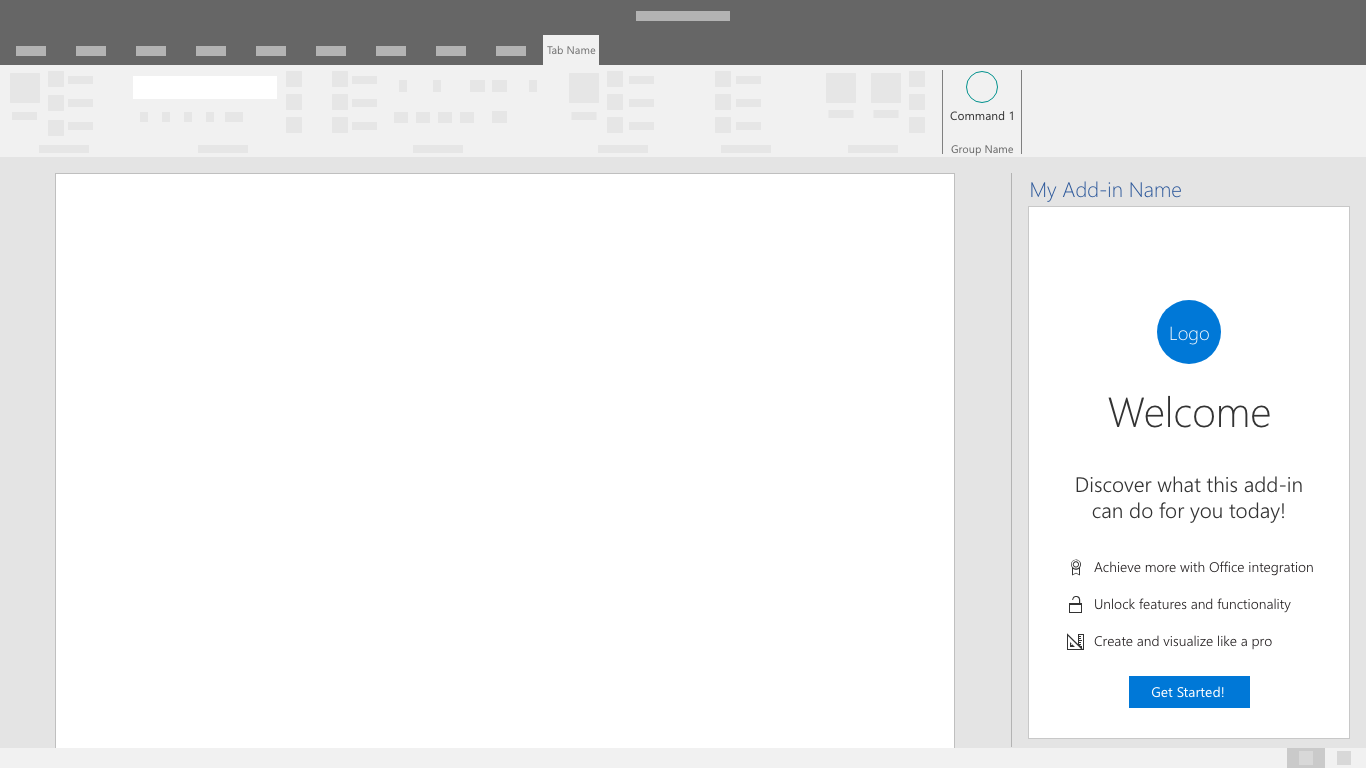 Tab Name
Command 1
Group Name
My Add-in Name
Logo
Welcome
Discover what this add-in
can do for you today!
Achieve more with Office integration
Unlock features and functionality
Create and visualize like a pro
Get Started!